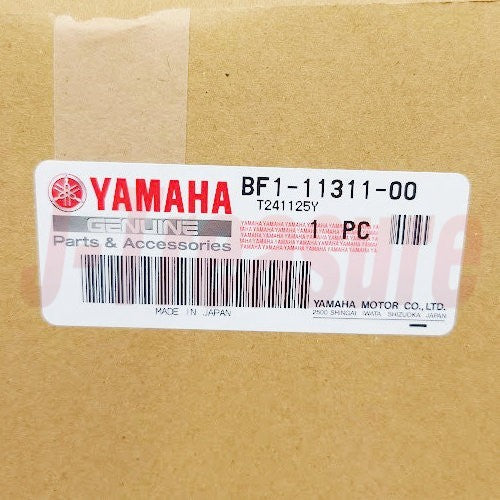 YAMAHA BF1-11311-00
T241125Y
GENUINE
Parts & Accessories
1 PC
MADE IN JAPAN
YAMAHA MOTOR CO., LTD.
2500 SHINGAI IWATA SHIZUOKA JAPAN